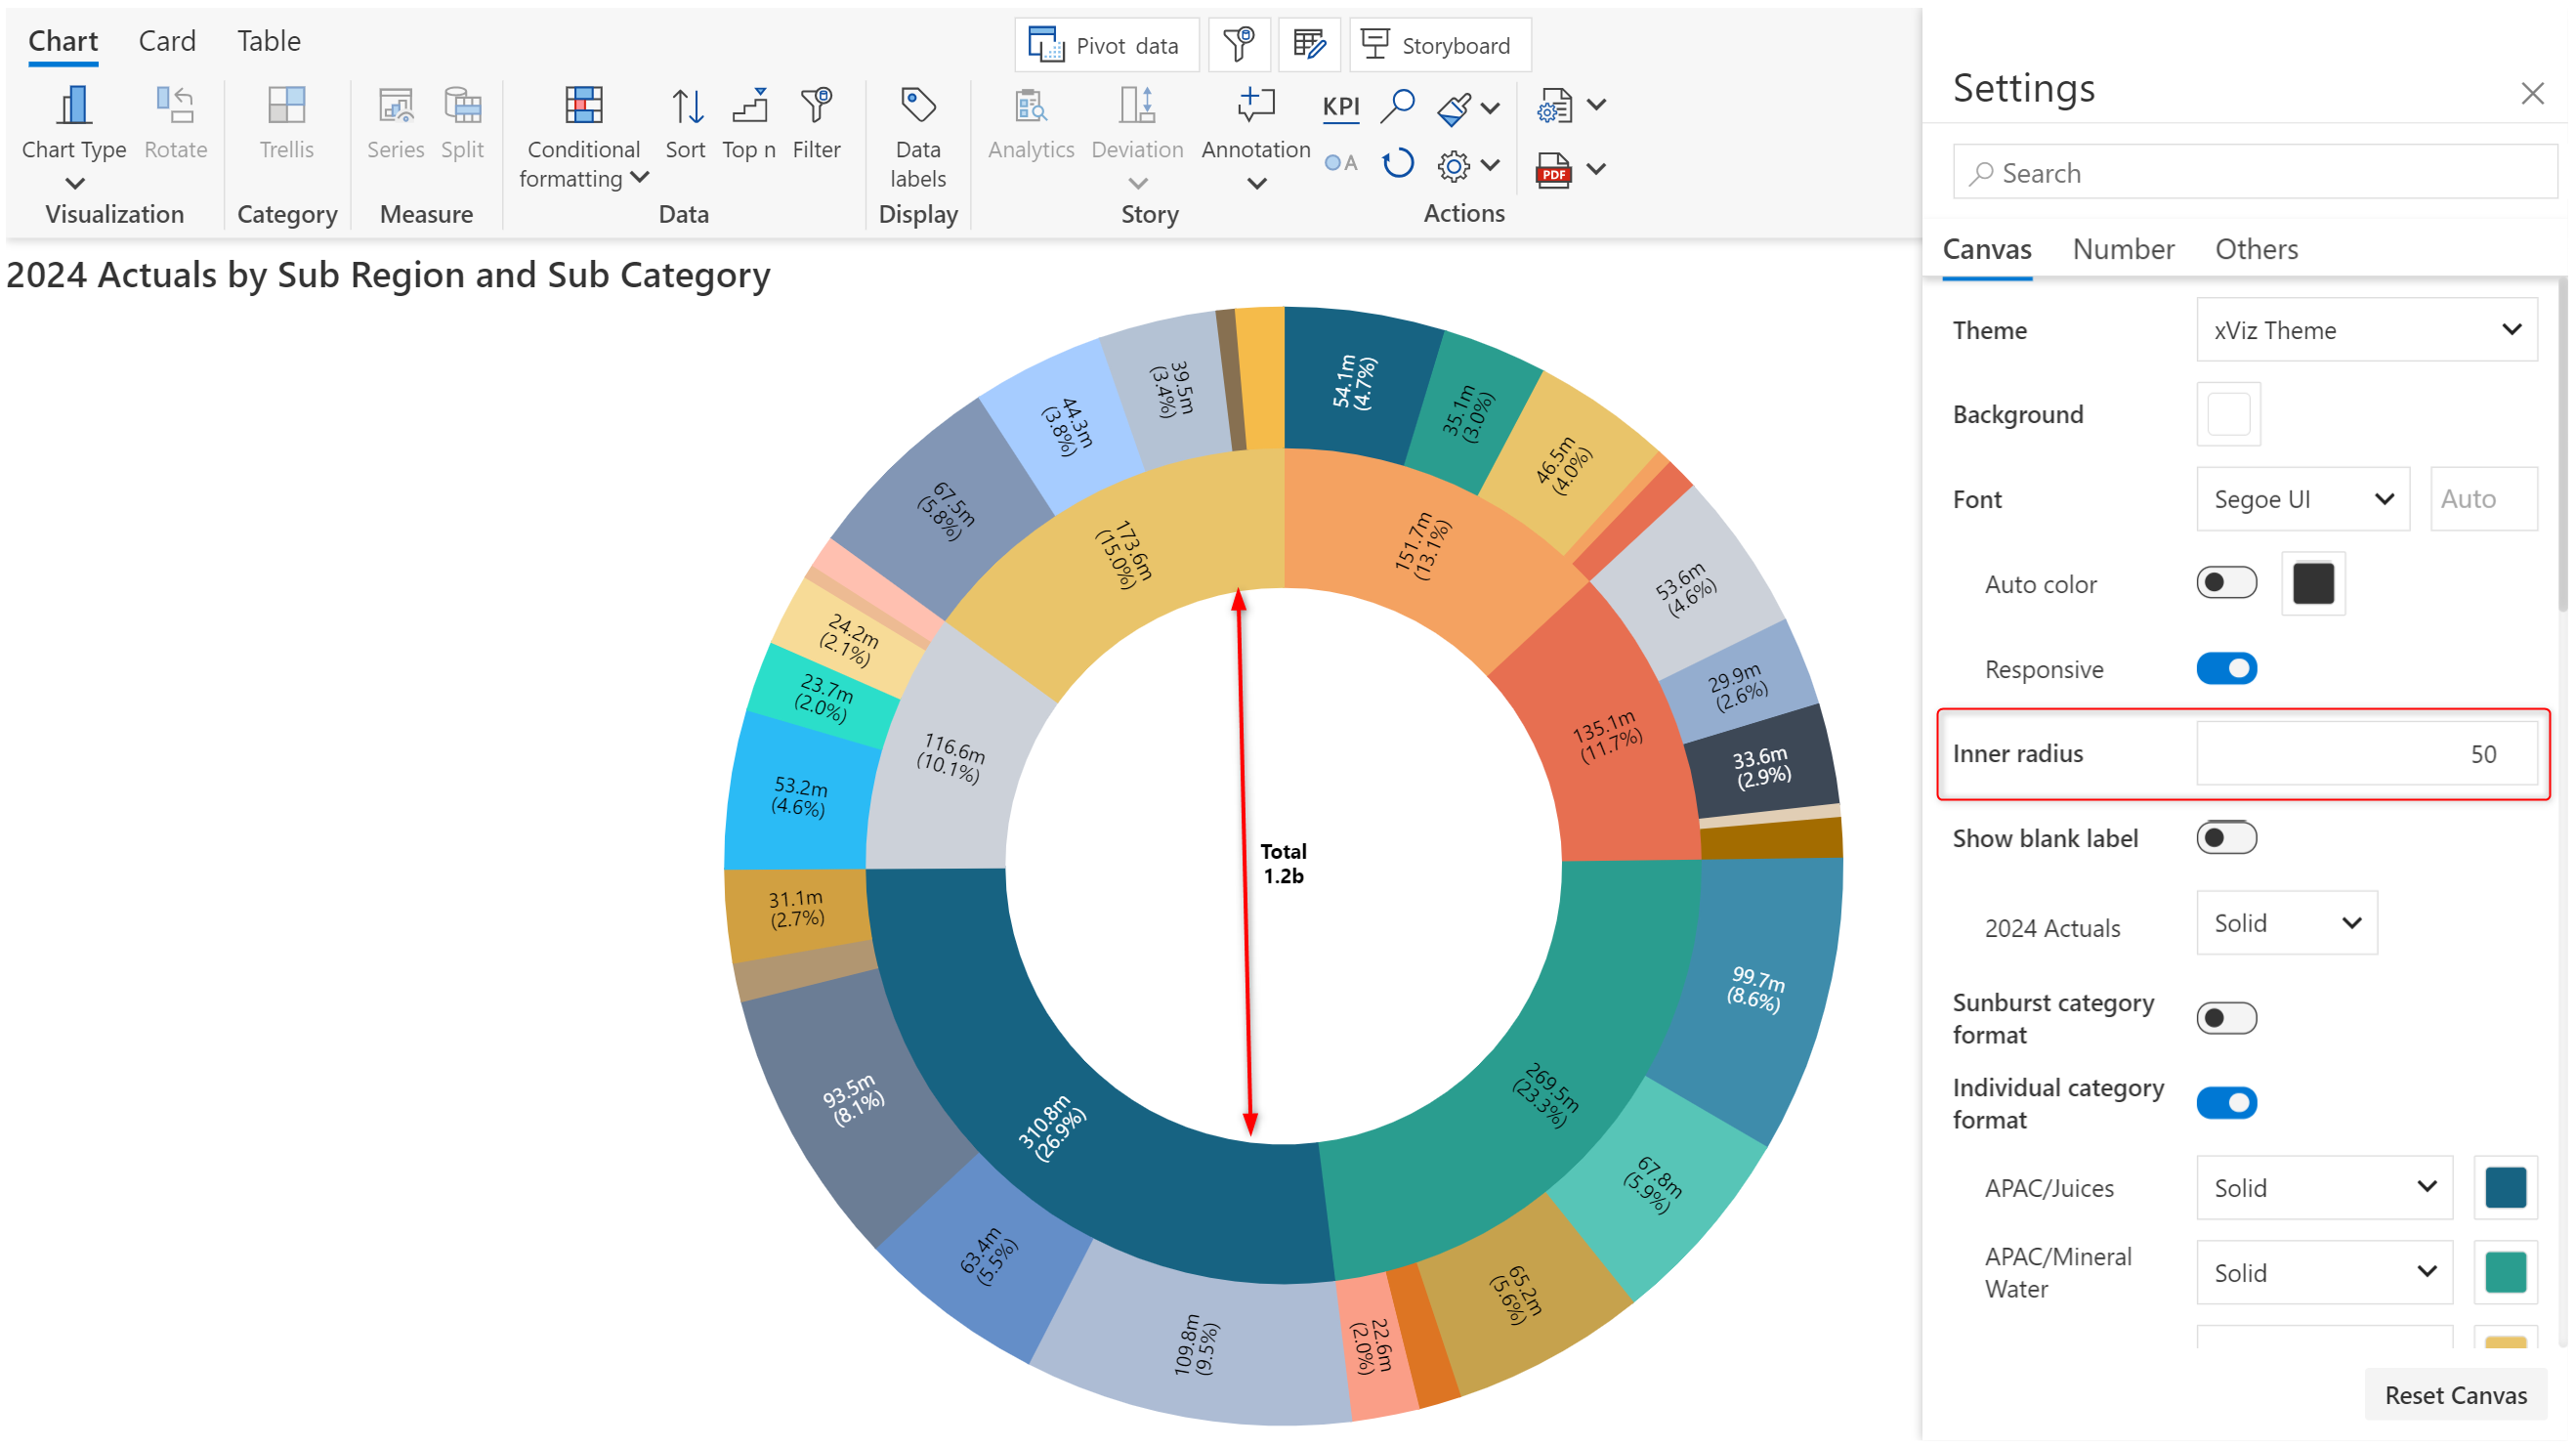 Chart Card Table
Pivot data
Storyboard
Chart Type
Rotate
Trellis
Series
Split
Conditional
formatting
Sort
Top n
Filter
Data
labels
Analytics
Deviation
Annotation
KPI
A
PDF
Visualization
Category
Measure
Data
Display
Story
Actions
2024 Actuals by Sub Region and Sub Category
54.1m
(4.7%)
35.1m
(3.0%)
46.5m
(4.0%)
53.6m
(4.6%)
29.9m
(2.6%)
33.6m
(2.9%)
99.7m
(8.6%)
67.8m
(5.9%)
65.2m
(5.6%)
22.6m
(2.0%)
109.8m
(9.5%)
63.4m
(5.5%)
93.5m
(8.1%)
31.1m
(2.7%)
53.2m
(4.6%)
23.7m
(2.0%)
24.2m
(2.1%)
67.5m
(5.8%)
44.3m
(3.8%)
39.5m
(3.4%)
151.7m
(13.1%)
135.1m
(11.7%)
269.5m
(23.3%)
310.8m
(26.9%)
116.6m
(10.1%)
173.6m
(15.0%)
Total
1.2b
Settings
Search
Canvas Number Others
Theme xViz Theme
Background
Font Segoe UI Auto
Auto color
Responsive
Inner radius 50
Show blank label
2024 Actuals Solid
Sunburst category
format
Individual category
format
APAC/Juices Solid
APAC/Mineral
Water
Solid
Reset Canvas